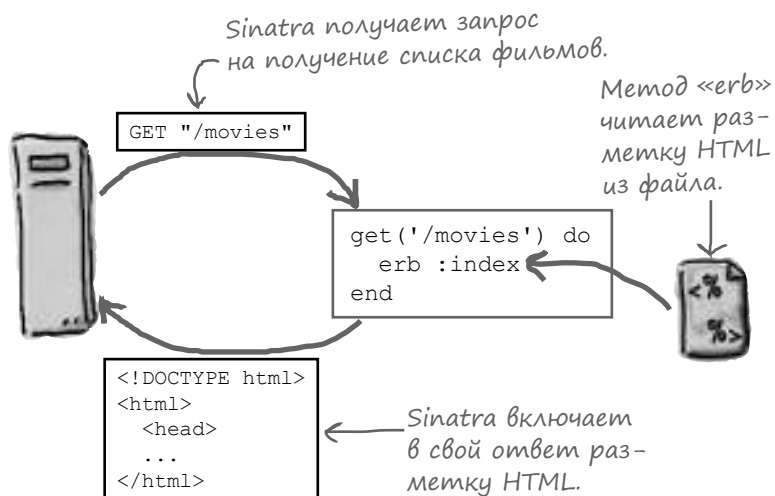 Sinatra получает запрос
на получение списка фильмов.
GET "/movies"
Метод «erb»
читает раз-
метку HTML
из файла.
get('/movies') do
  erb :index
end
<%
%>
<!DOCTYPE html>
<html>
  <head>
  ...
</html>
Sinatra включает
в свой ответ раз-
метку HTML.